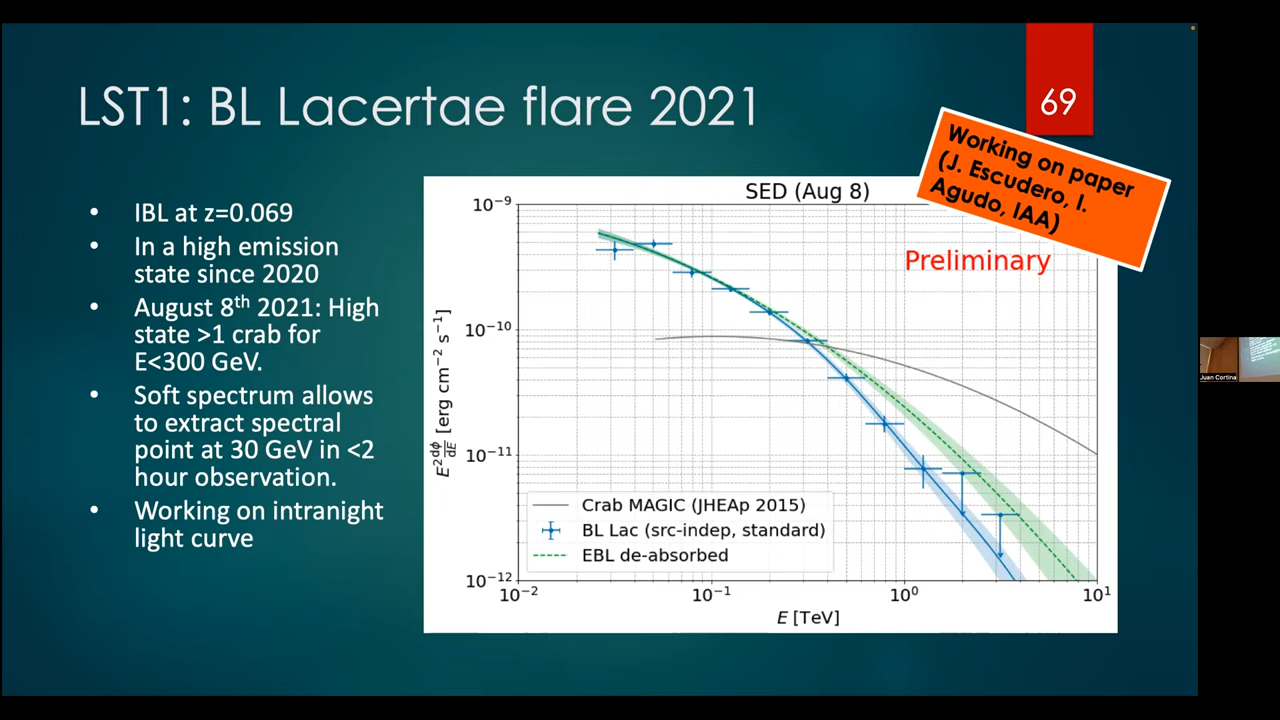 LST1: BL Lacertae flare 2021
69
Working on paper
(J. Escudero, I.
Agudo, IAA)
• IBL at z=0.069
• In a high emission
state since 2020
• August 8th 2021: High
state >1 crab for
E<300 GeV.
• Soft spectrum allows
to extract spectral
point at 30 GeV in <2
hour observation.
• Working on intranight
light curve
SED (Aug 8)
Preliminary
10⁻⁹
10⁻¹⁰
10⁻¹¹
10⁻¹²
E² dϕ/dE [erg cm⁻² s⁻¹]
Crab MAGIC (JHEAp 2015)
BL Lac (src-indep, standard)
EBL de-absorbed
10⁻² 10⁻¹ 10⁰ 10¹
E [TeV]
Juan Cortina